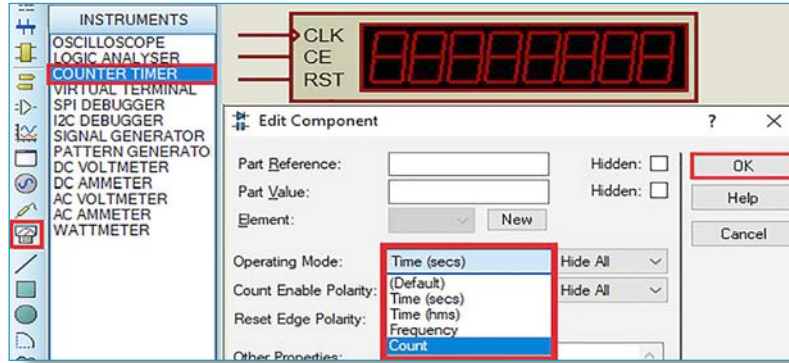 INSTRUMENTS
OSCILLOSCOPE
LOGIC ANALYSER
COUNTER TIMER
VIRTUAL TERMINAL
SPI DEBUGGER
I2C DEBUGGER
SIGNAL GENERATOR
PATTERN GENERATO
DC VOLTMETER
DC AMMETER
AC VOLTMETER
AC AMMETER
WATTMETER
CLK
CE
RST
Edit Component ? ×
Part Reference: Hidden: OK
Part Value: Hidden: Help
Element: New Cancel
Operating Mode: Time (secs) Hide All
(Default)
Count Enable Polarity: Time (secs) Hide All
Time (hms)
Reset Edge Polarity: Frequency
Count
Other Properties: